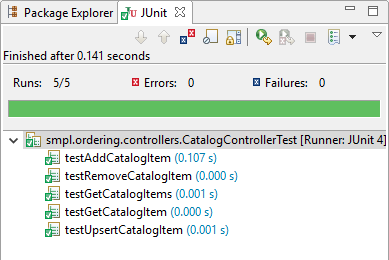 Package Explorer JUnit
Finished after 0.141 seconds
Runs: 5/5 Errors: 0 Failures: 0
smpl.ordering.controllers.CatalogControllerTest [Runner: JUnit 4]
testAddCatalogItem (0.107 s)
testRemoveCatalogItem (0.000 s)
testGetCatalogItems (0.001 s)
testGetCatalogItem (0.000 s)
testUpsertCatalogItem (0.001 s)